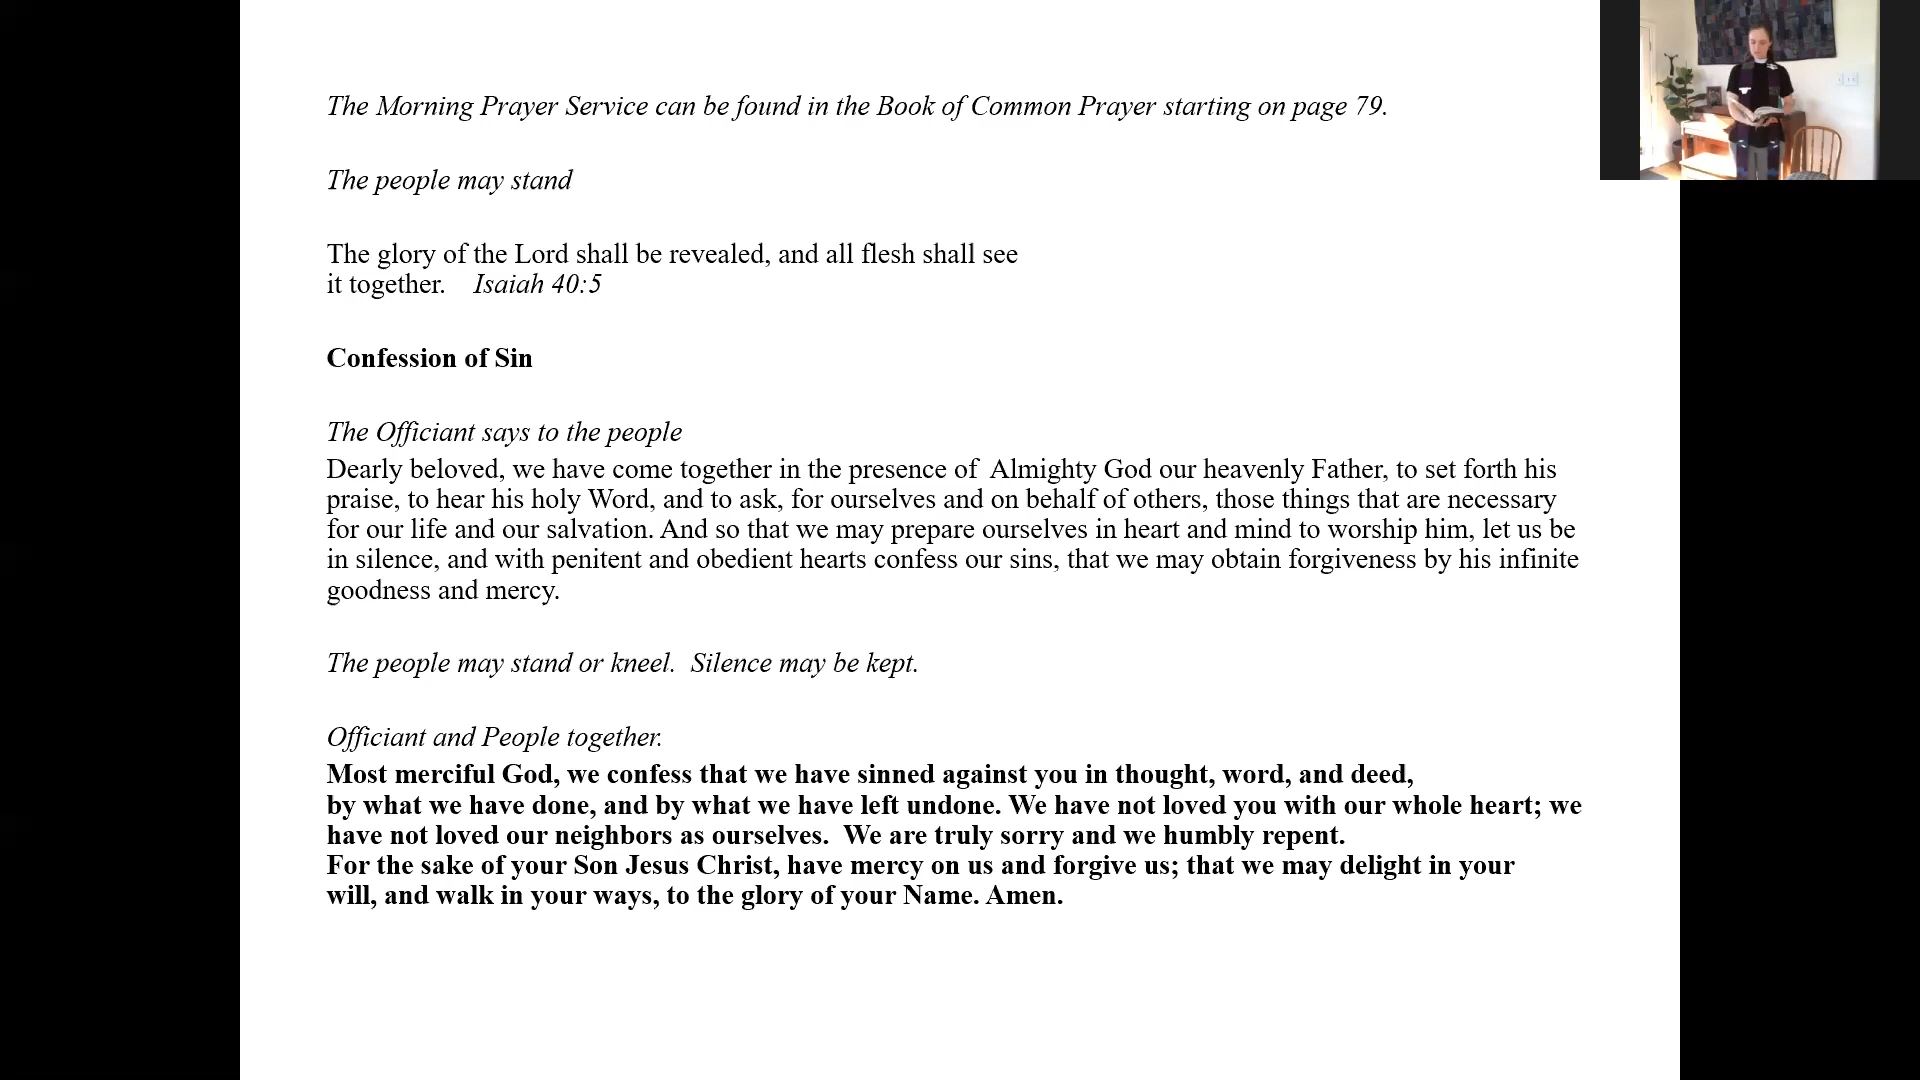 The Morning Prayer Service can be found in the Book of Common Prayer starting on page 79.
The people may stand
The glory of the Lord shall be revealed, and all flesh shall see
it together. Isaiah 40:5
Confession of Sin
The Officiant says to the people
Dearly beloved, we have come together in the presence of Almighty God our heavenly Father, to set forth his
praise, to hear his holy Word, and to ask, for ourselves and on behalf of others, those things that are necessary
for our life and our salvation. And so that we may prepare ourselves in heart and mind to worship him, let us be
in silence, and with penitent and obedient hearts confess our sins, that we may obtain forgiveness by his infinite
goodness and mercy.
The people may stand or kneel. Silence may be kept.
Officiant and People together.
Most merciful God, we confess that we have sinned against you in thought, word, and deed,
by what we have done, and by what we have left undone. We have not loved you with our whole heart; we
have not loved our neighbors as ourselves. We are truly sorry and we humbly repent.
For the sake of your Son Jesus Christ, have mercy on us and forgive us; that we may delight in your
will, and walk in your ways, to the glory of your Name. Amen.